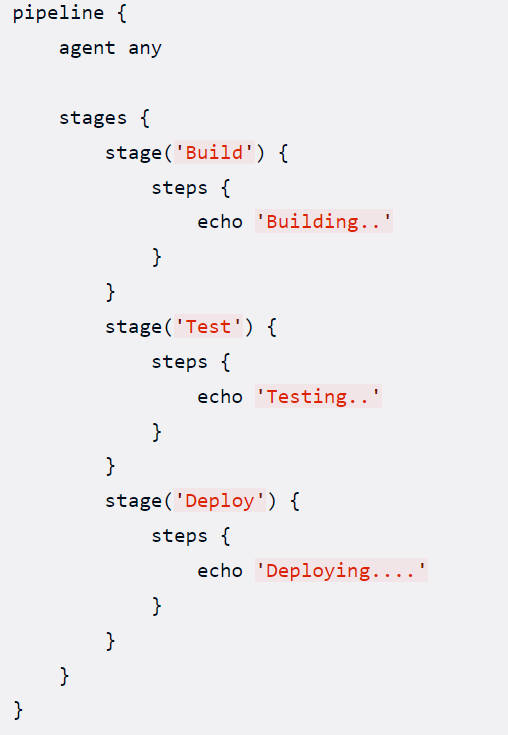 pipeline {
    agent any

    stages {
        stage('Build') {
            steps {
                echo 'Building..'
            }
        }
        stage('Test') {
            steps {
                echo 'Testing..'
            }
        }
        stage('Deploy') {
            steps {
                echo 'Deploying....'
            }
        }
    }
}